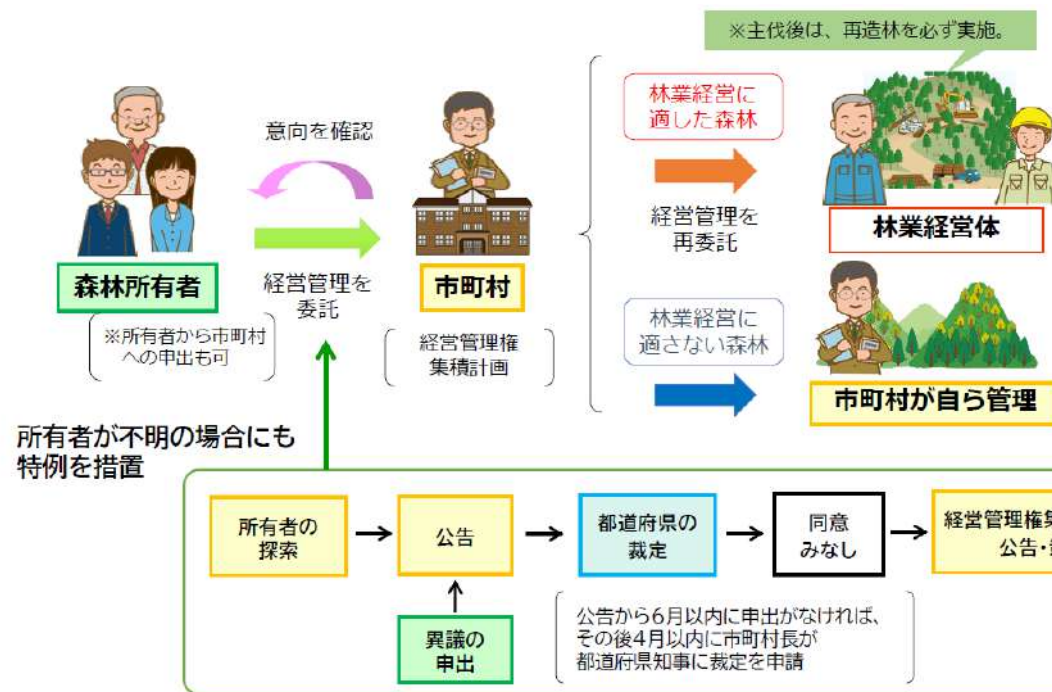 ※主伐後は、再造林を必ず実施。
意向を確認
林業経営に
適した森林
経営管理を
再委託
林業経営体
森林所有者
経営管理を
委託
市町村
※所有者から市町村
への申出も可
経営管理権
集積計画
林業経営に
適さない森林
市町村が自ら管理
所有者が不明の場合にも
特例を措置
所有者の
探索
公告
都道府県の
裁定
同意
みなし
経営管理権
公告・
異議の
申出
公告から6月以内に申出がなければ、
その後4月以内に市町村長が
都道府県知事に裁定を申請